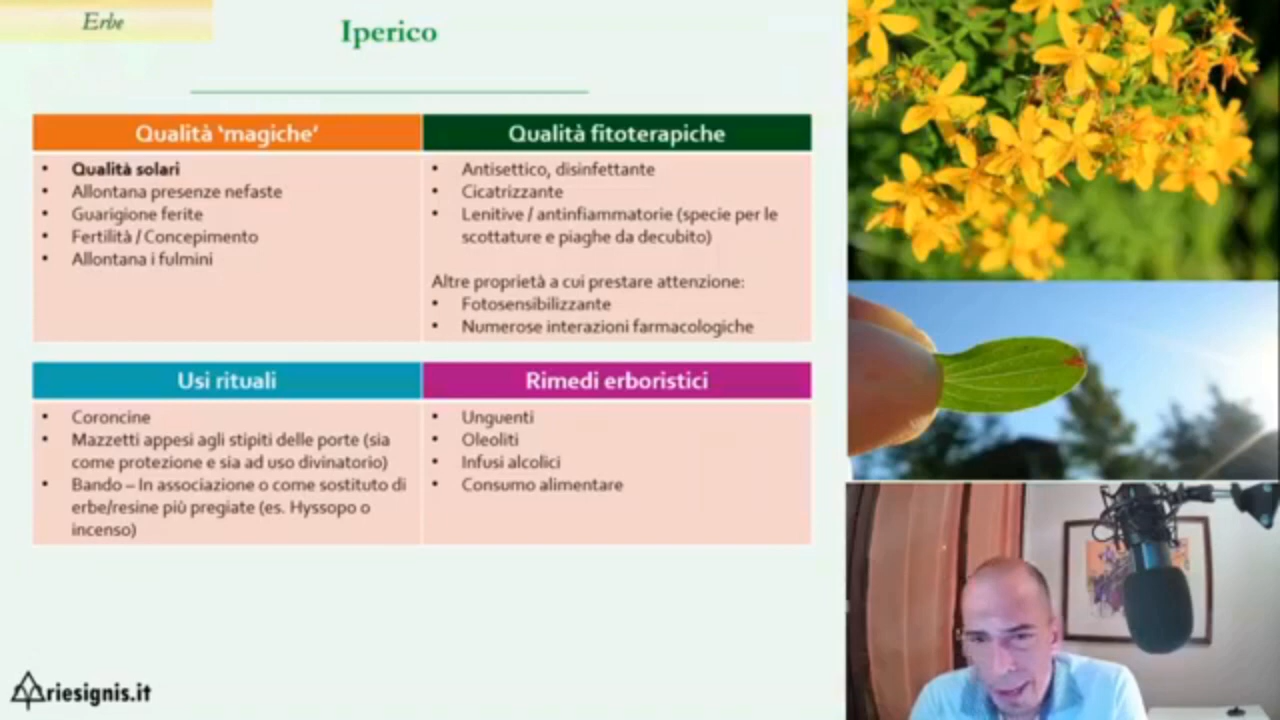 Erbe
Iperico
Qualità ‘magiche’
• Qualità solari
• Allontana presenze nefaste
• Guarigione ferite
• Fertilità / Concepimento
• Allontana i fulmini
Qualità fitoterapiche
• Antisettico, disinfettante
• Cicatrizzante
• Lenitive / antinfiammatorie (specie per le
scottature e piaghe da decubito)
Altre proprietà a cui prestare attenzione:
• Fotosensibilizzante
• Numerose interazioni farmacologiche
Usi rituali
• Coroncine
• Mazzetti appesi agli stipiti delle porte (sia
come protezione e sia ad uso divinatorio)
• Bando – In associazione o come sostituto di
erbe/resine più pregiate (es. Hyssopo o
incenso)
Rimedi erboristici
• Unguenti
• Oleoliti
• Infusi alcolici
• Consumo alimentare
riesignis.it